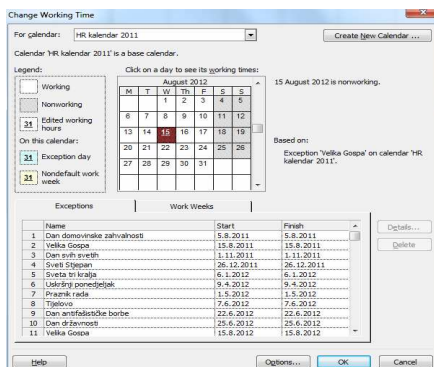 Change Working Time
For calendar: HR kalendar 2011
Create New Calendar ...
Calendar 'HR kalendar 2011' is a base calendar.
Legend:
Working
Nonworking
31 Edited working hours
On this calendar:
31 Exception day
31 Nondefault work week
Click on a day to see its working times:
August 2012
M T W Th F S S
1 2 3 4 5
6 7 8 9 10 11 12
13 14 15 16 17 18 19
20 21 22 23 24 25 26
27 28 29 30 31
15 August 2012 is nonworking.
Based on:
Exception 'Velika Gospa' on calendar 'HR kalendar 2011'.
Exceptions Work Weeks
Name Start Finish
1 Dan domovinske zahvalnosti 5.8.2011 5.8.2011
2 Velika Gospa 15.8.2011 15.8.2011
3 Dan svih svetih 1.11.2011 1.11.2011
4 Sveti Stjepan 26.12.2011 26.12.2011
5 Sveta tri kralja 6.1.2012 6.1.2012
6 Uskršnji ponedjeljak 9.4.2012 9.4.2012
7 Praznik rada 1.5.2012 1.5.2012
8 Tijelovo 7.6.2012 7.6.2012
9 Dan antifašističke borbe 22.6.2012 22.6.2012
10 Dan državnosti 25.6.2012 25.6.2012
11 Velika Gospa 15.8.2012 15.8.2012
Details...
Delete
Help
Options...
OK
Cancel